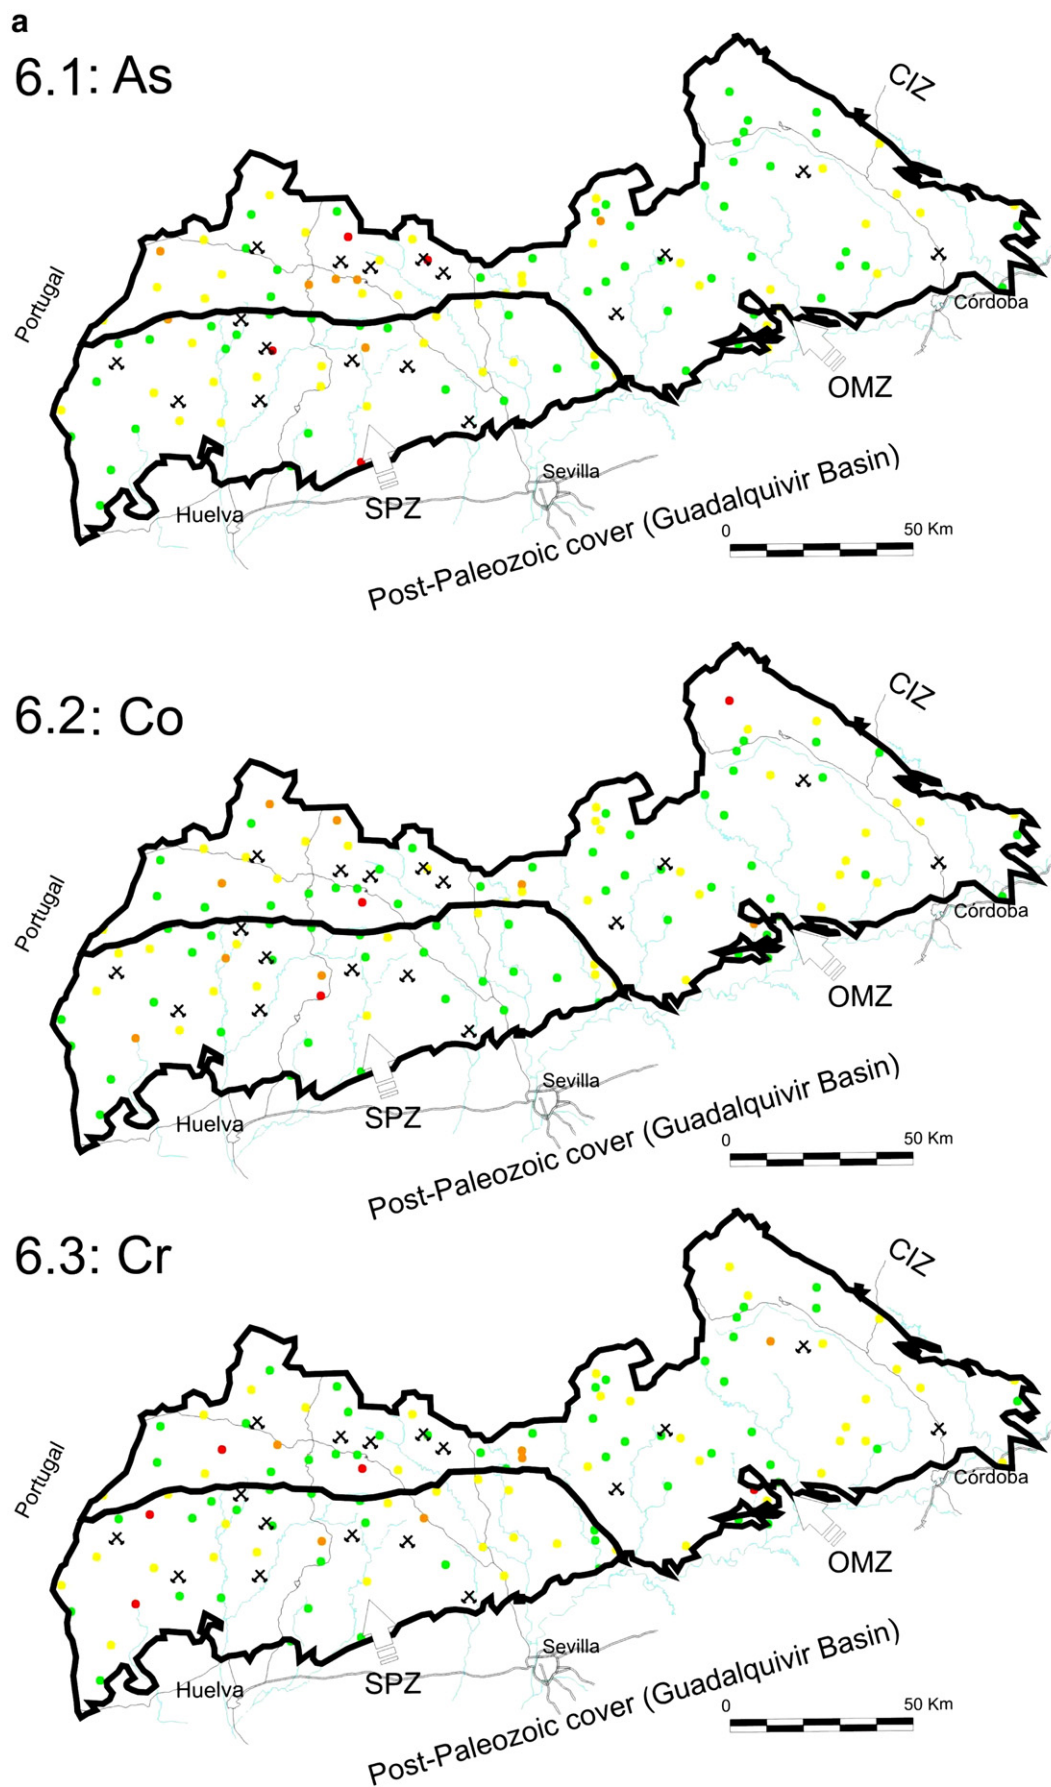 a
6.1: As
CIZ
Portugal
Córdoba
OMZ
Sevilla
Huelva
SPZ
Post-Paleozoic cover (Guadalquivir Basin)
0 50 Km
6.2: Co
CIZ
Portugal
Córdoba
OMZ
Sevilla
Huelva
SPZ
Post-Paleozoic cover (Guadalquivir Basin)
0 50 Km
6.3: Cr
CIZ
Portugal
Córdoba
OMZ
Sevilla
Huelva
SPZ
Post-Paleozoic cover (Guadalquivir Basin)
0 50 Km